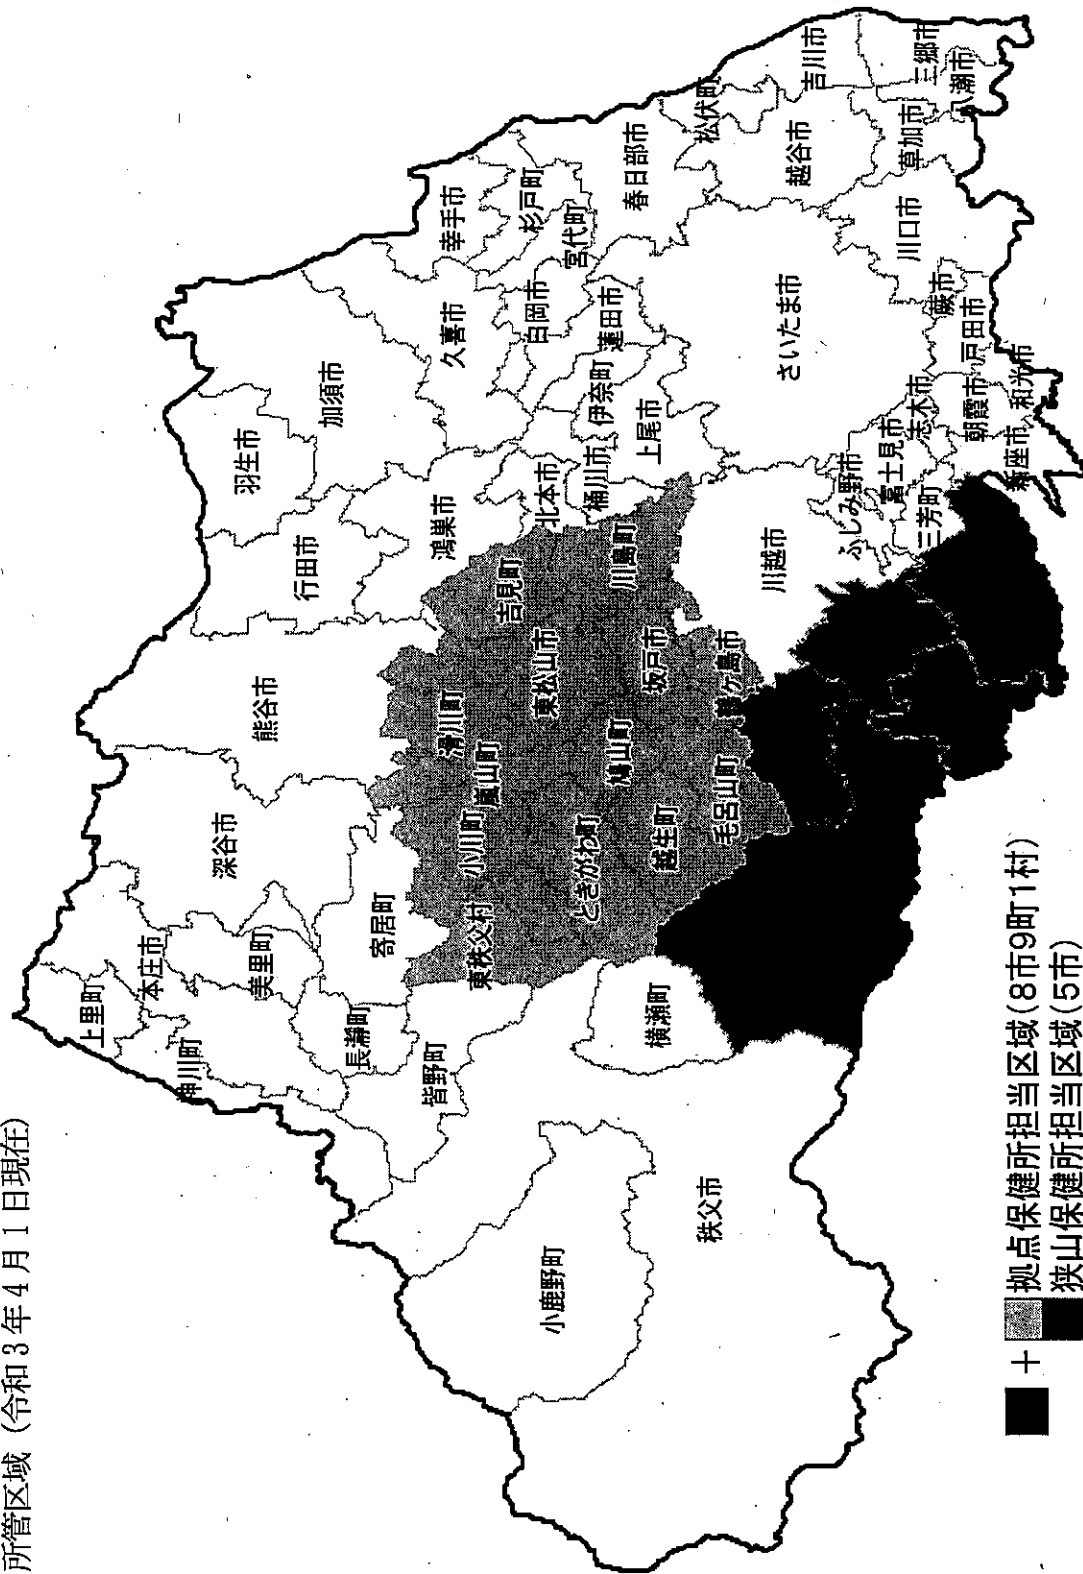 所管区域（令和3年4月1日現在）
上里町
本庄市
神川町
美里町
深谷市
熊谷市
行田市
羽生市
加須市
長瀞町
寄居町
皆野町
東秩父村
小川町
嵐山町
滑川町
吉見町
鴻巣市
久喜市
幸手市
杉戸町
宮代町
白岡市
蓮田市
伊奈町
桶川市
北本市
上尾市
春日部市
松伏町
小鹿野町
秩父市
横瀬町
ときがわ町
東松山市
鳩山町
川島町
越生町
毛呂山町
坂戸市
鶴ヶ島市
川越市
さいたま市
越谷市
吉川市
三郷市
八潮市
草加市
川口市
蕨市
戸田市
ふじみ野市
富士見市
三芳町
志木市
朝霞市
和光市
新座市
＋
拠点保健所担当区域(8市9町1村)
狭山保健所担当区域(5市)